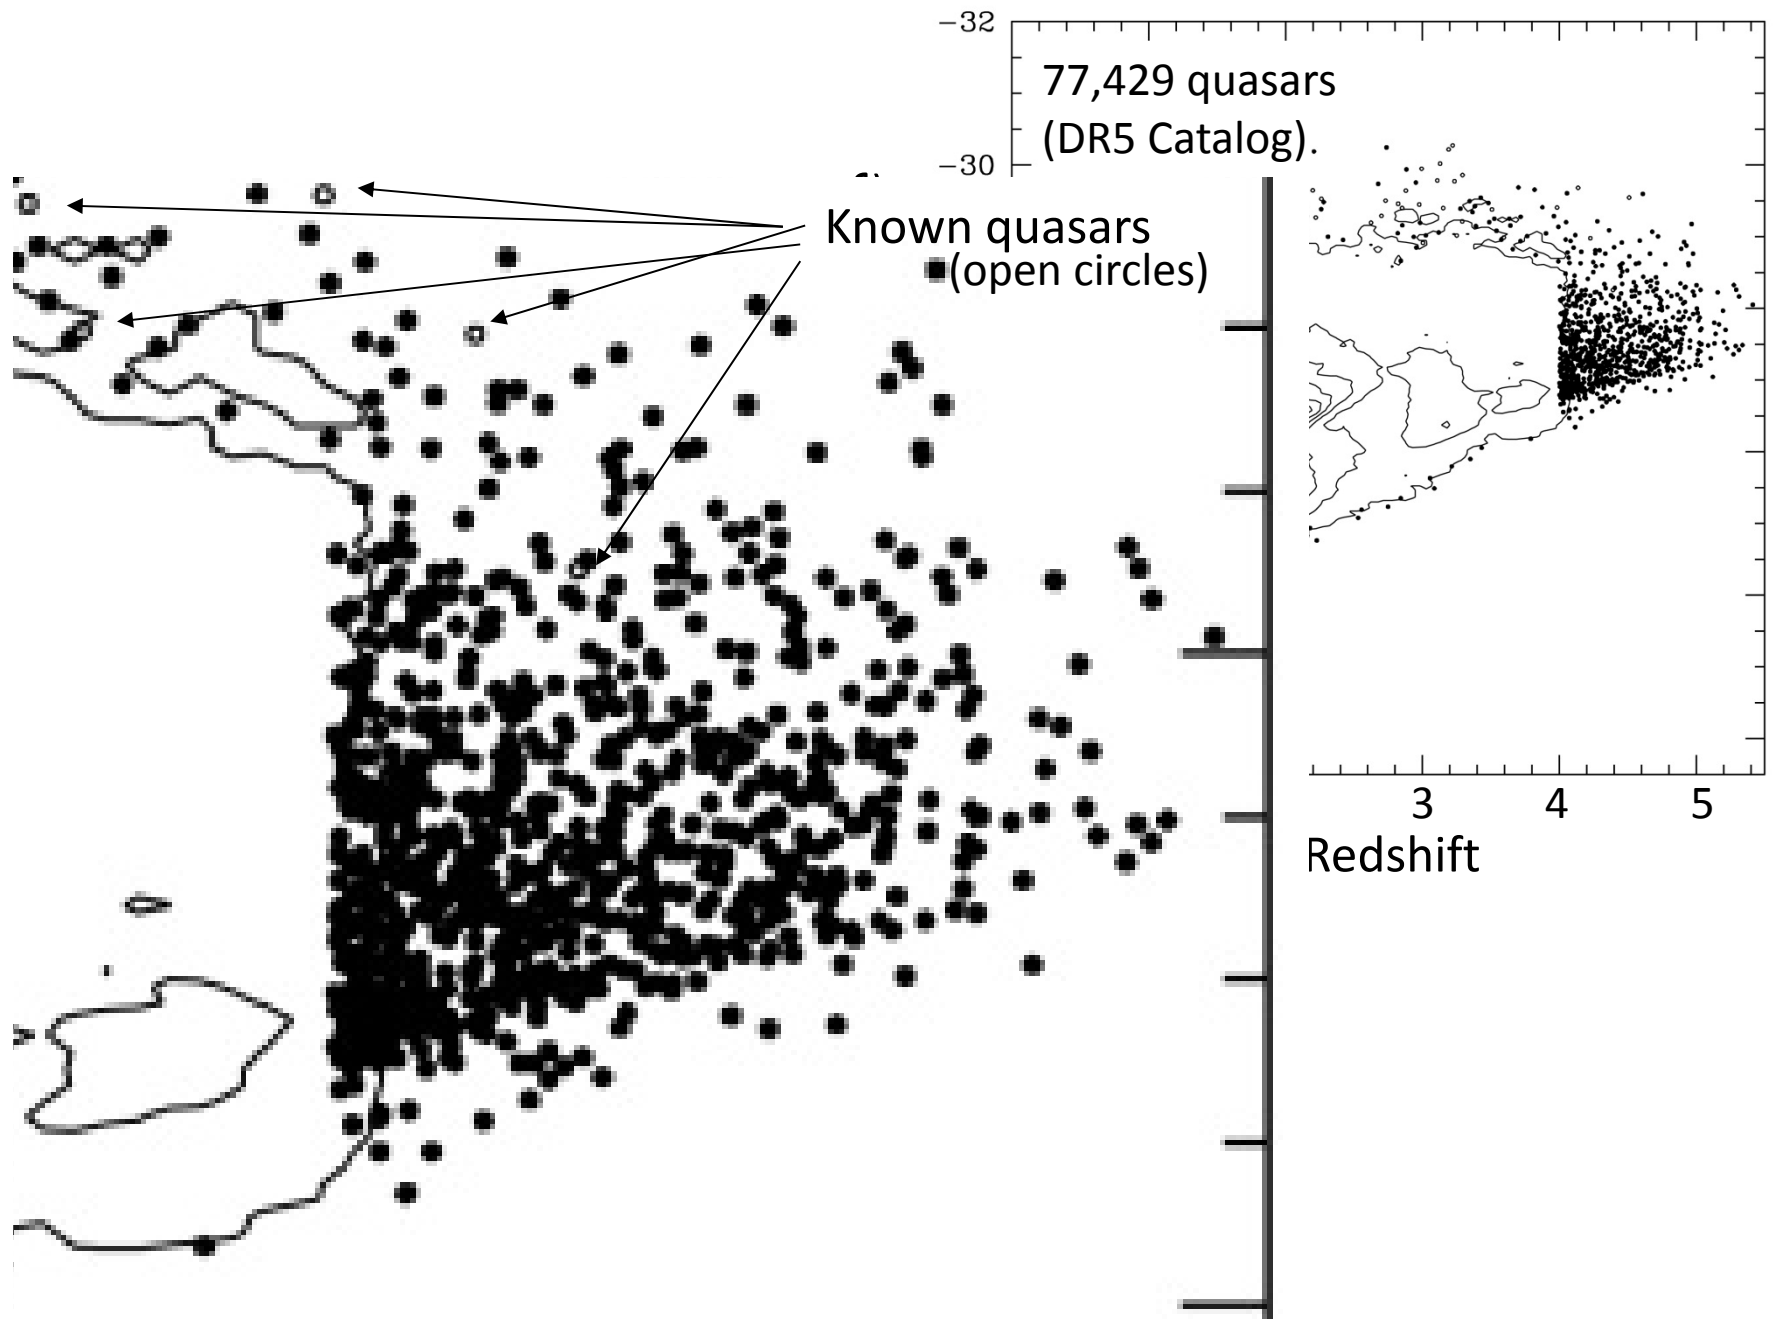 −32
77,429 quasars
(DR5 Catalog).
−30
Known quasars
(open circles)
3 4 5
Redshift